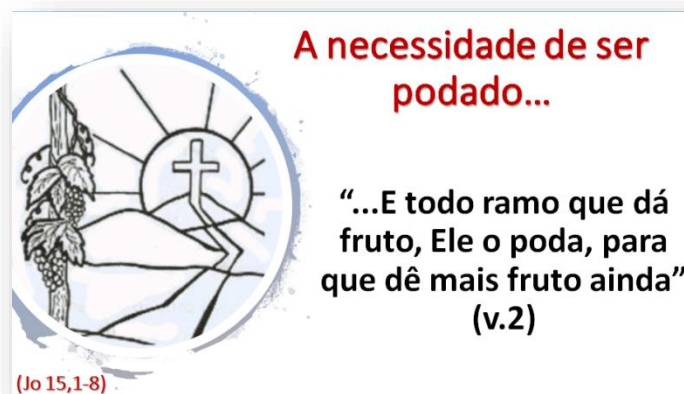 A necessidade de ser
podado...
“...E todo ramo que dá
fruto, Ele o poda, para
que dê mais fruto ainda”
(v.2)
(Jo 15,1-8)